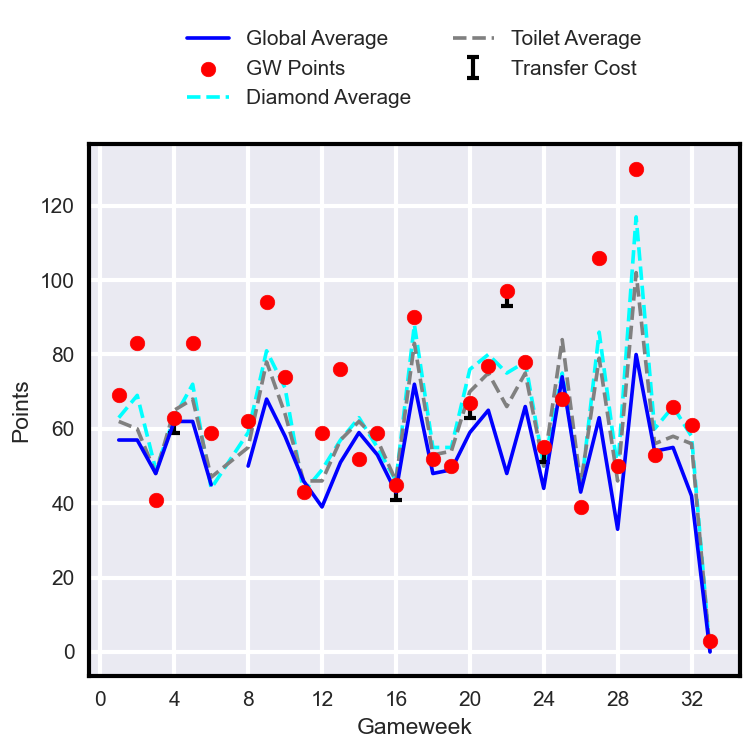 Global Average
GW Points
Diamond Average
Toilet Average
Transfer Cost
Points
120
100
80
60
40
20
0
0 4 8 12 16 20 24 28 32
Gameweek